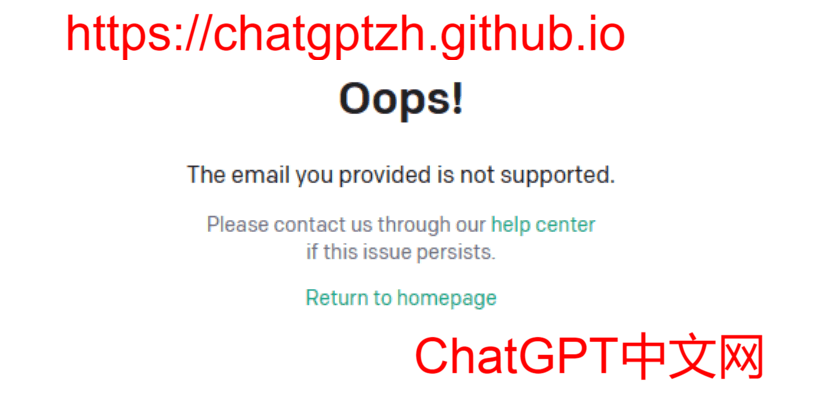 https://chatgptzh.github.io
Oops!
The email you provided is not supported.
Please contact us through our help center
if this issue persists.
Return to homepage
ChatGPT中文网